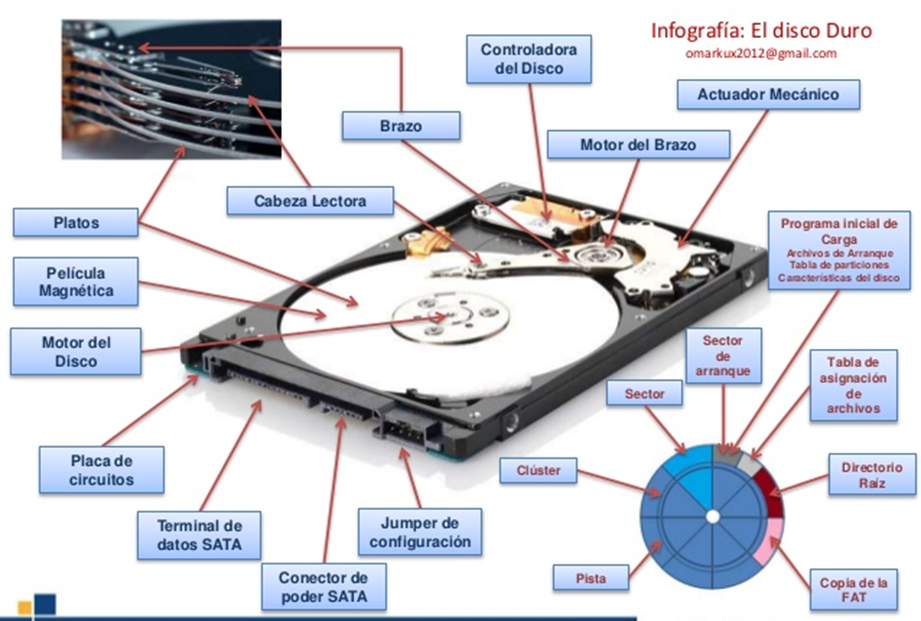 Infografía: El disco Duro
omarkux2012@gmail.com
Controladora
del Disco
Actuador Mecánico
Brazo
Motor del Brazo
Cabeza Lectora
Platos
Programa inicial de
Carga
Archivos de Arranque
Tabla de particiones
Características del disco
Película
Magnética
Motor del
Disco
Sector
de
arranque
Tabla de
asignación
de
archivos
Sector
Placa de
circuitos
Clúster
Directorio
Raíz
Terminal de
datos SATA
Jumper de
configuración
Conector de
poder SATA
Pista
Copia de la
FAT